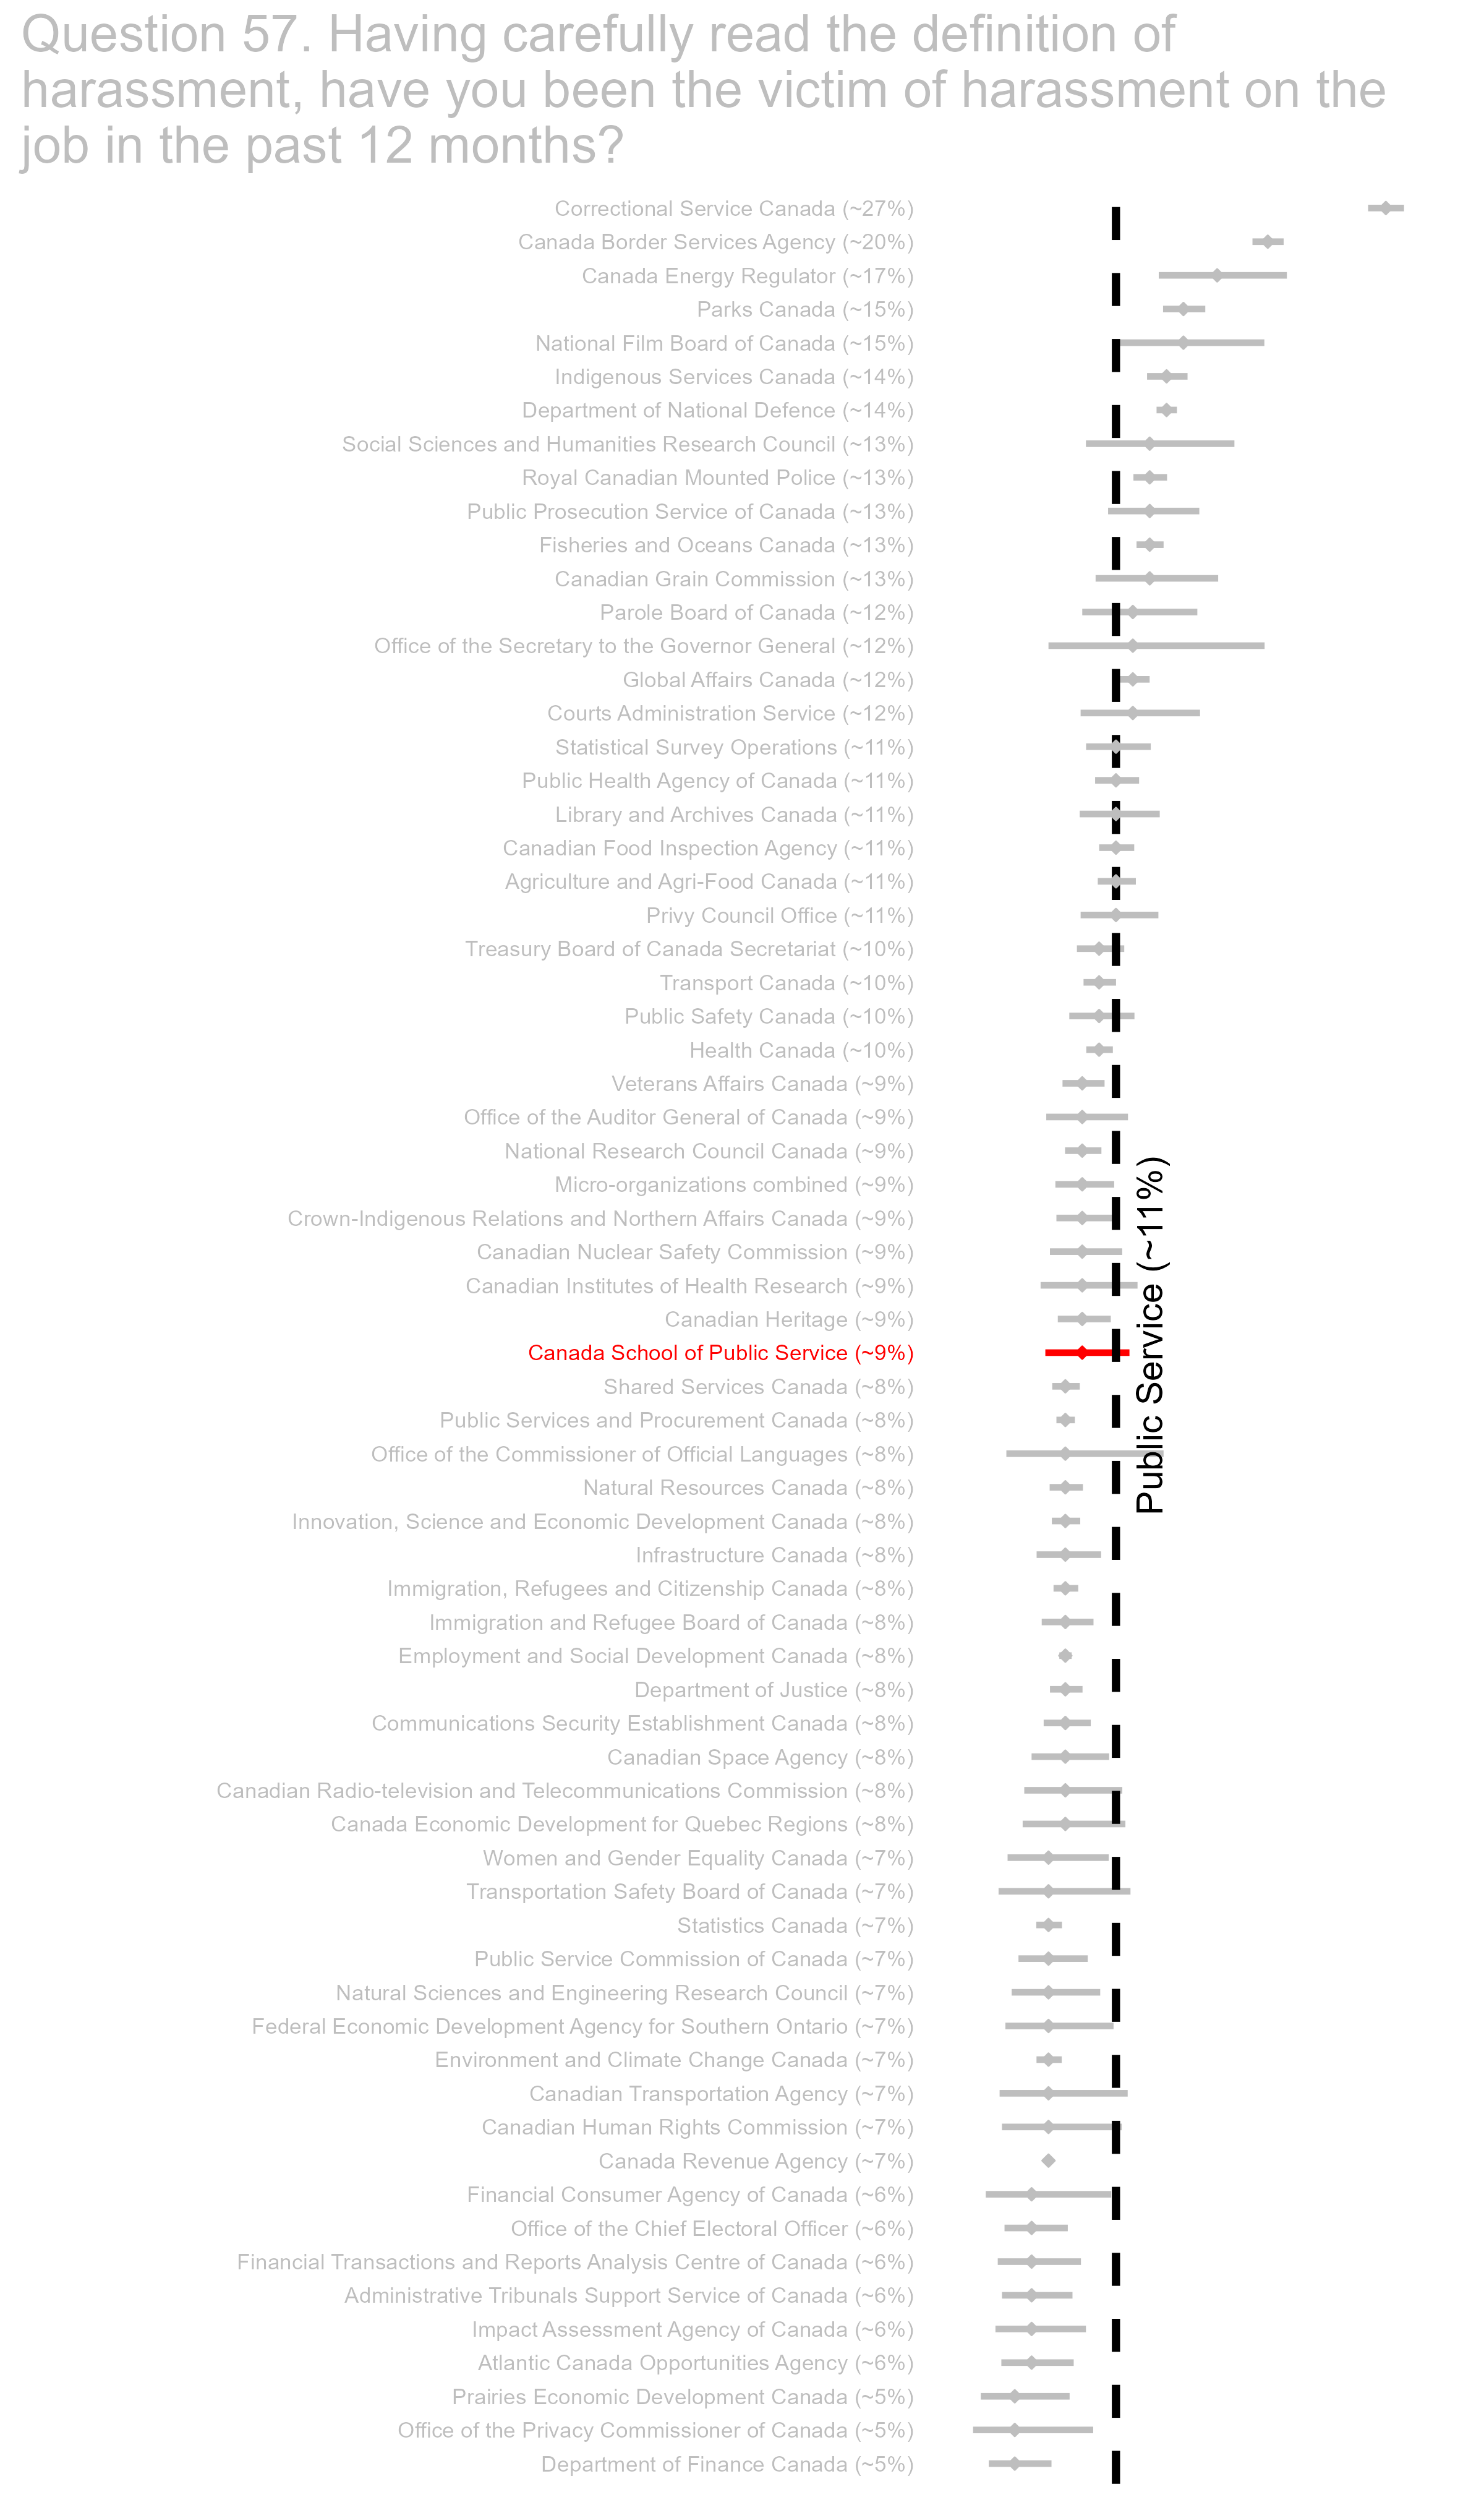 Question 57. Having carefully read the definition of
harassment, have you been the victim of harassment on the
job in the past 12 months?
Correctional Service Canada (~27%)
Canada Border Services Agency (~20%)
Canada Energy Regulator (~17%)
Parks Canada (~15%)
National Film Board of Canada (~15%)
Indigenous Services Canada (~14%)
Department of National Defence (~14%)
Social Sciences and Humanities Research Council (~13%)
Royal Canadian Mounted Police (~13%)
Public Prosecution Service of Canada (~13%)
Fisheries and Oceans Canada (~13%)
Canadian Grain Commission (~13%)
Parole Board of Canada (~12%)
Office of the Secretary to the Governor General (~12%)
Global Affairs Canada (~12%)
Courts Administration Service (~12%)
Statistical Survey Operations (~11%)
Public Health Agency of Canada (~11%)
Library and Archives Canada (~11%)
Canadian Food Inspection Agency (~11%)
Agriculture and Agri-Food Canada (~11%)
Privy Council Office (~11%)
Treasury Board of Canada Secretariat (~10%)
Transport Canada (~10%)
Public Safety Canada (~10%)
Health Canada (~10%)
Veterans Affairs Canada (~9%)
Office of the Auditor General of Canada (~9%)
National Research Council Canada (~9%)
Micro-organizations combined (~9%)
Crown-Indigenous Relations and Northern Affairs Canada (~9%)
Canadian Nuclear Safety Commission (~9%)
Canadian Institutes of Health Research (~9%)
Canadian Heritage (~9%)
Canada School of Public Service (~9%)
Shared Services Canada (~8%)
Public Services and Procurement Canada (~8%)
Office of the Commissioner of Official Languages (~8%)
Natural Resources Canada (~8%)
Innovation, Science and Economic Development Canada (~8%)
Infrastructure Canada (~8%)
Immigration, Refugees and Citizenship Canada (~8%)
Immigration and Refugee Board of Canada (~8%)
Employment and Social Development Canada (~8%)
Department of Justice (~8%)
Communications Security Establishment Canada (~8%)
Canadian Space Agency (~8%)
Canadian Radio-television and Telecommunications Commission (~8%)
Canada Economic Development for Quebec Regions (~8%)
Women and Gender Equality Canada (~7%)
Transportation Safety Board of Canada (~7%)
Statistics Canada (~7%)
Public Service Commission of Canada (~7%)
Natural Sciences and Engineering Research Council (~7%)
Federal Economic Development Agency for Southern Ontario (~7%)
Environment and Climate Change Canada (~7%)
Canadian Transportation Agency (~7%)
Canadian Human Rights Commission (~7%)
Canada Revenue Agency (~7%)
Financial Consumer Agency of Canada (~6%)
Office of the Chief Electoral Officer (~6%)
Financial Transactions and Reports Analysis Centre of Canada (~6%)
Administrative Tribunals Support Service of Canada (~6%)
Impact Assessment Agency of Canada (~6%)
Atlantic Canada Opportunities Agency (~6%)
Prairies Economic Development Canada (~5%)
Office of the Privacy Commissioner of Canada (~5%)
Department of Finance Canada (~5%)
Public Service (~11%)